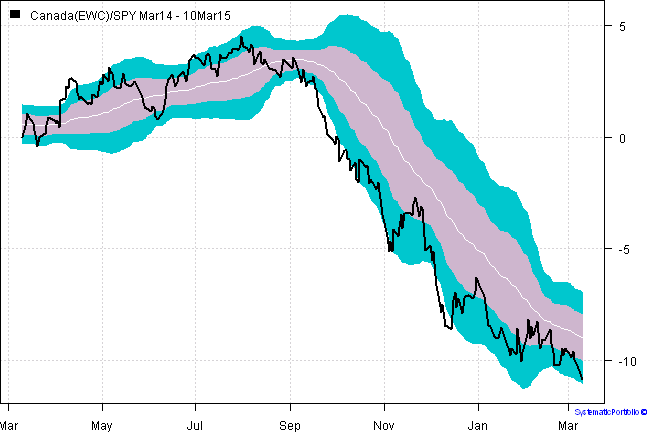 Canada(EWC)/SPY Mar14 - 10Mar15
5
0
-5
-10
Mar May Jul Sep Nov Jan Mar
SystematicPortfolio ©